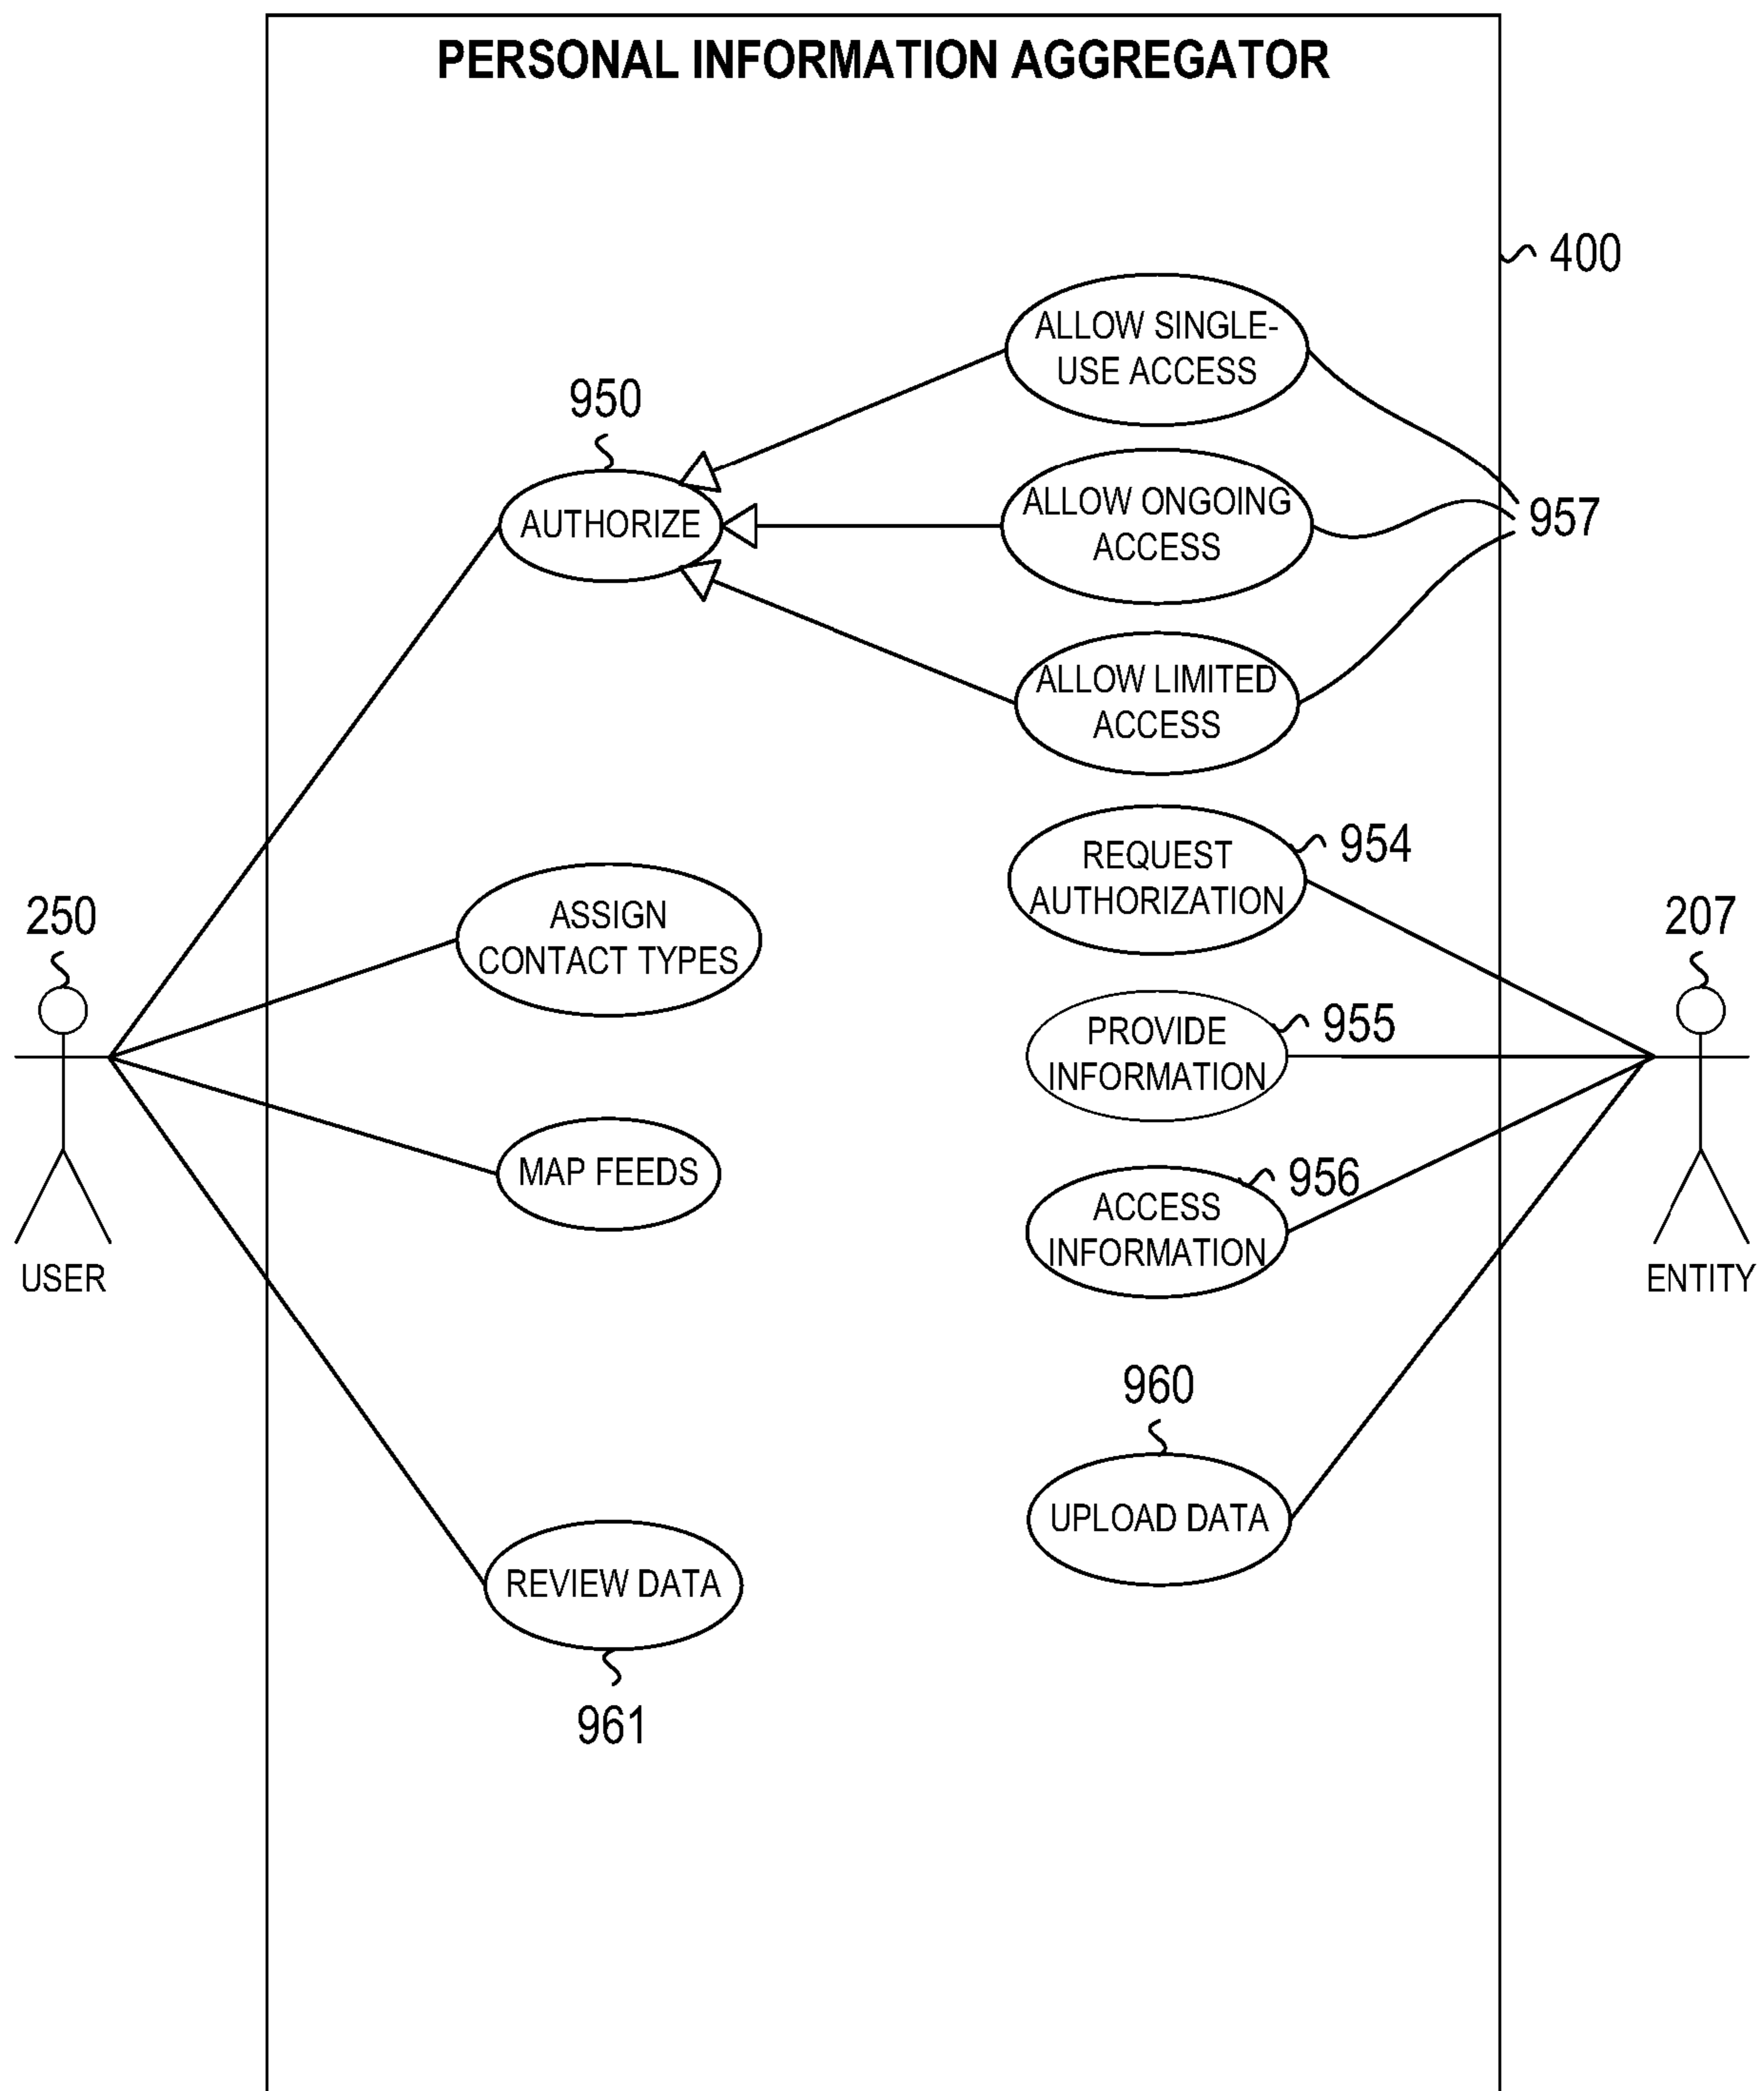 PERSONAL INFORMATION AGGREGATOR
400
ALLOW SINGLE-
USE ACCESS
950
AUTHORIZE
ALLOW ONGOING
ACCESS
957
ALLOW LIMITED
ACCESS
REQUEST
AUTHORIZATION
954
250
ASSIGN
CONTACT TYPES
207
PROVIDE
INFORMATION
955
MAP FEEDS
ACCESS
INFORMATION
956
USER
ENTITY
960
UPLOAD DATA
REVIEW DATA
961